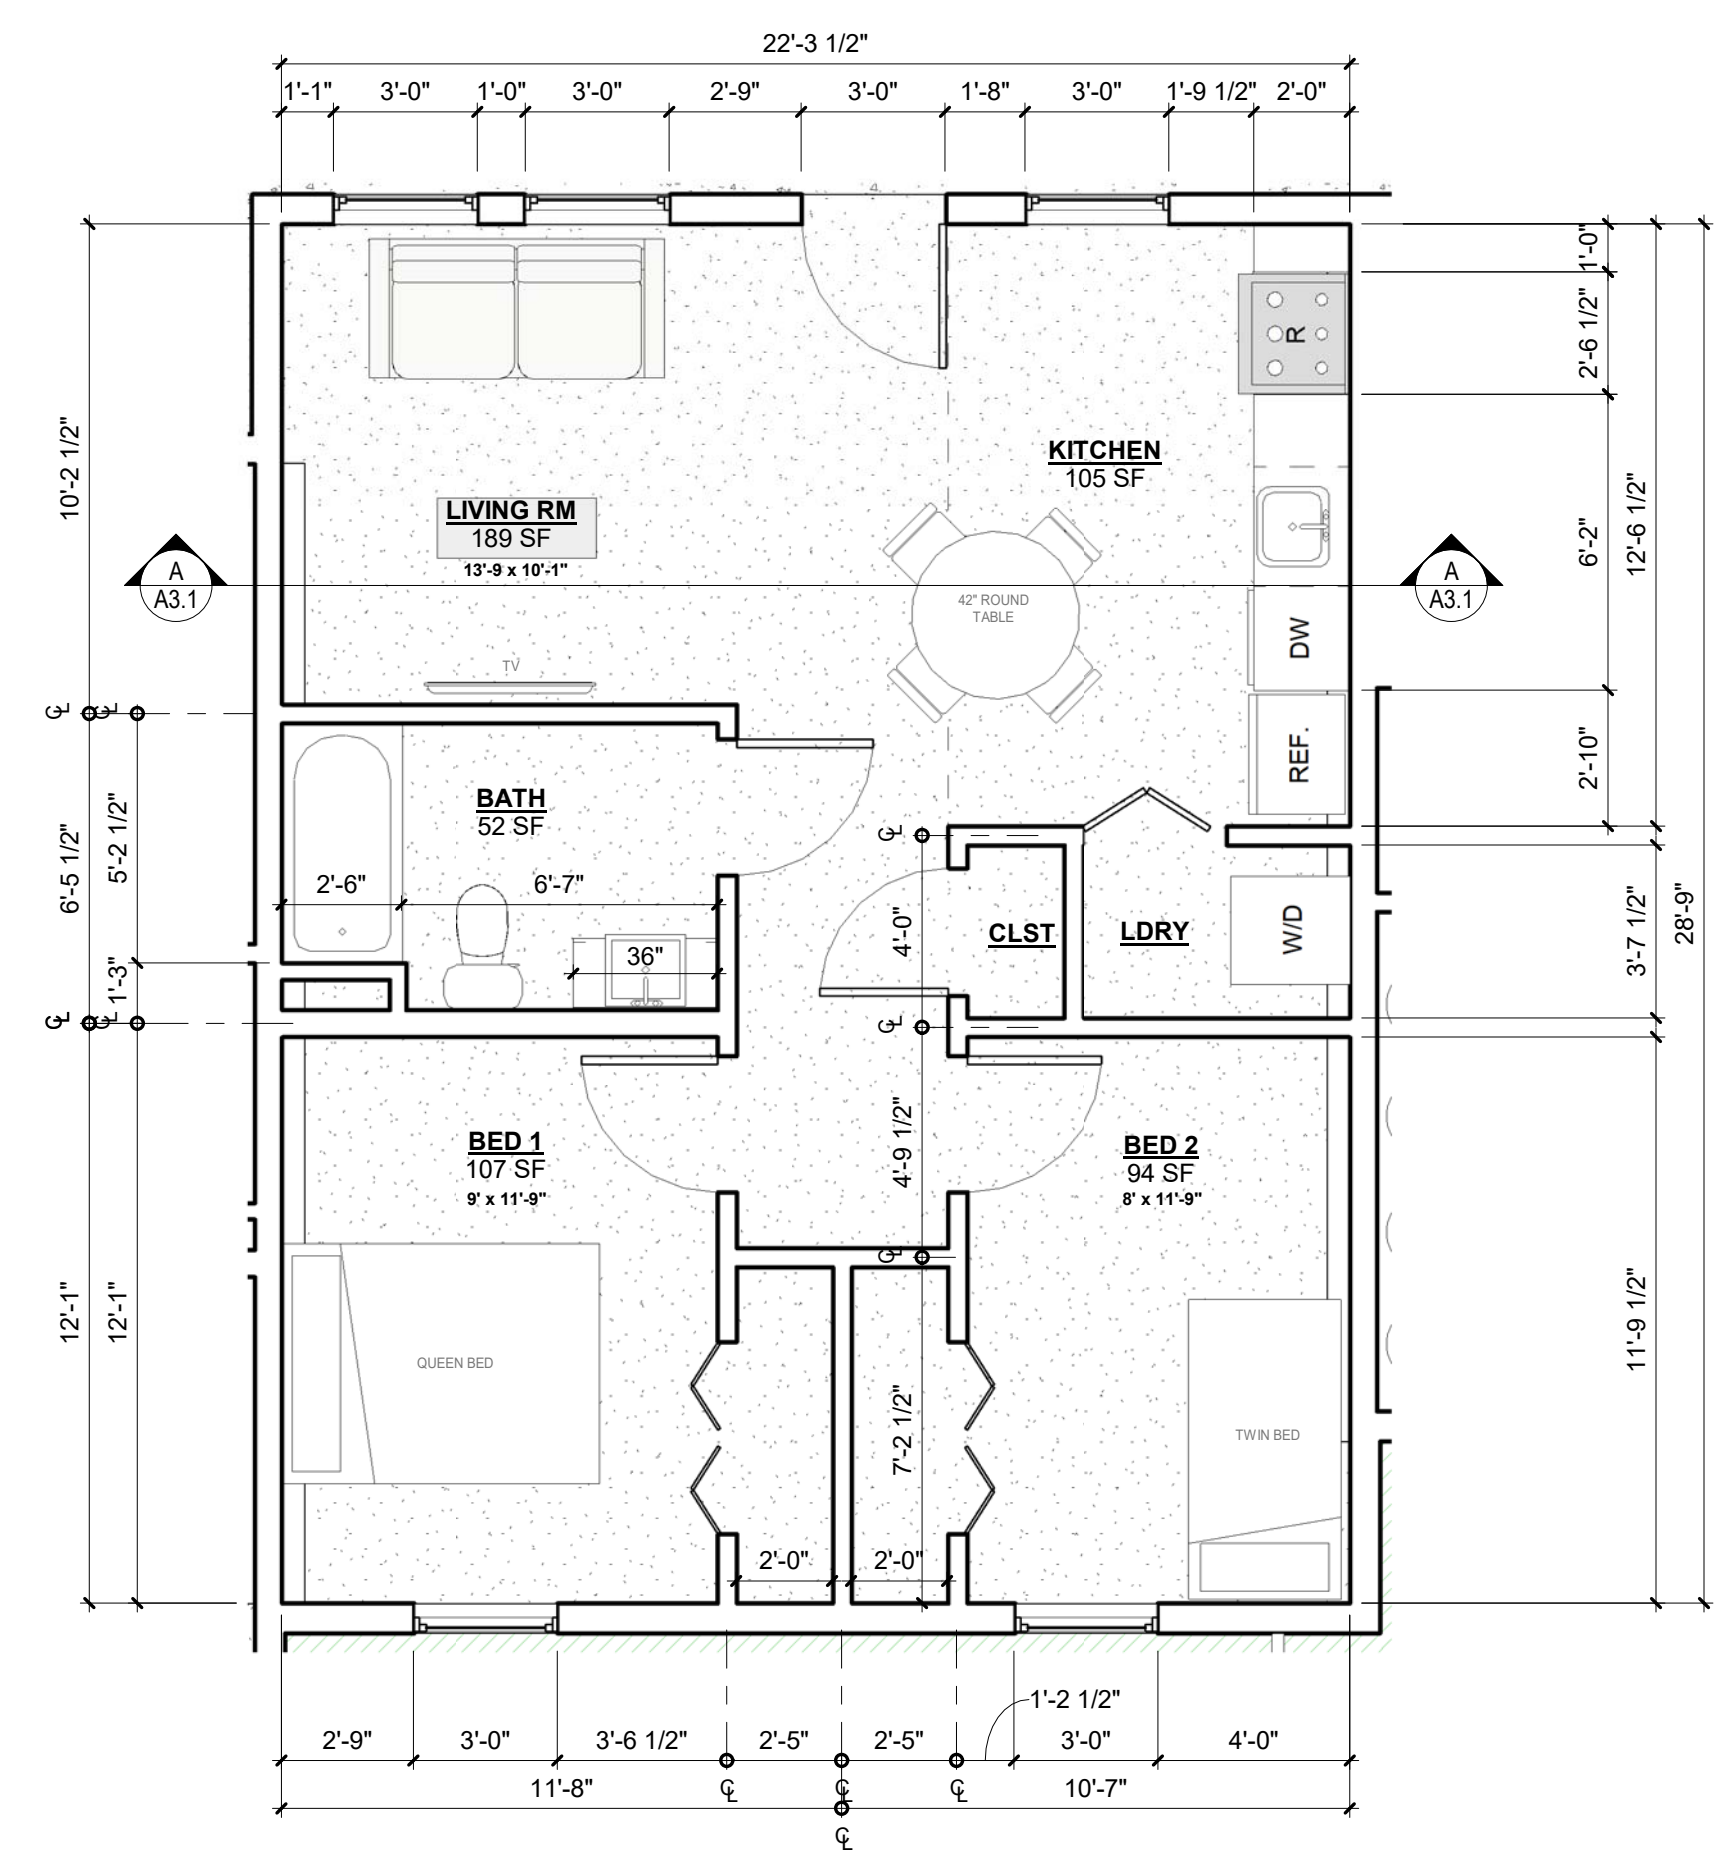 22'-3 1/2"
1'-1" 3'-0" 1'-0" 3'-0" 2'-9" 3'-0" 1'-8" 3'-0" 1'-9 1/2" 2'-0"
1'-0"
2'-6 1/2"
R
10'-2 1/2"
KITCHEN
105 SF
LIVING RM
189 SF
13'-9 x 10'-1"
6'-2"
12'-6 1/2"
A
A3.1
A
A3.1
42" ROUND
TABLE
DW
TV
℄ ℄
REF.
2'-10"
BATH
52 SF
5'-2 1/2"
6'-5 1/2"
℄
2'-6" 6'-7"
4'-0"
CLST
LDRY
W/D
3'-7 1/2"
28'-9"
36"
1'-3"
℄ ℄
℄
BED 1
107 SF
9' x 11'-9"
4'-9 1/2"
BED 2
94 SF
8' x 11'-9"
℄
12'-1"
12'-1"
11'-9 1/2"
QUEEN BED
7'-2 1/2"
TWIN BED
2'-0" 2'-0"
1'-2 1/2"
2'-9" 3'-0" 3'-6 1/2" 2'-5" 2'-5" 3'-0" 4'-0"
11'-8" ℄ ℄ ℄ 10'-7"
℄